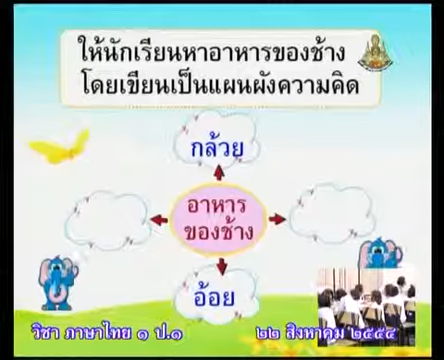 ให้นักเรียนหาอาหารของช้าง
โดยเขียนเป็นแผนผังความคิด
กล้วย
อาหาร
ของช้าง
อ้อย
วิชา ภาษาไทย ๑ ป.๑
๒๒ สิงหาคม ๒๕๕๔